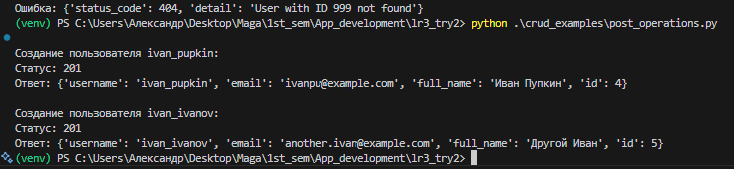 Ошибка: {'status_code': 404, 'detail': 'User with ID 999 not found'}
(venv) PS C:\Users\Александр\Desktop\Maga\1st_sem\App_development\lr3_try2> python .\crud_examples\post_operations.py
Создание пользователя ivan_pupkin:
Статус: 201
Ответ: {'username': 'ivan_pupkin', 'email': 'ivanpu@example.com', 'full_name': 'Иван Пупкин', 'id': 4}
Создание пользователя ivan_ivanov:
Статус: 201
Ответ: {'username': 'ivan_ivanov', 'email': 'another.ivan@example.com', 'full_name': 'Другой Иван', 'id': 5}
(venv) PS C:\Users\Александр\Desktop\Maga\1st_sem\App_development\lr3_try2>